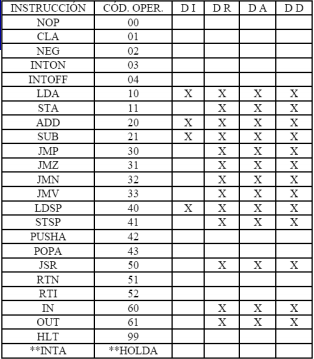 INSTRUCCIÓN CÓD. OPER. D I D R D A D D
NOP 00
CLA 01
NEG 02
INTON 03
INTOFF 04
LDA 10 X X X X
STA 11 X X X
ADD 20 X X X X
SUB 21 X X X X
JMP 30 X X X
JMZ 31 X X X
JMN 32 X X X
JMV 33 X X X
LDSP 40 X X X X
STSP 41 X X X
PUSHA 42
POPA 43
JSR 50 X X X
RTN 51
RTI 52
IN 60 X X X
OUT 61 X X X
HLT 99
**INTA **HOLDA